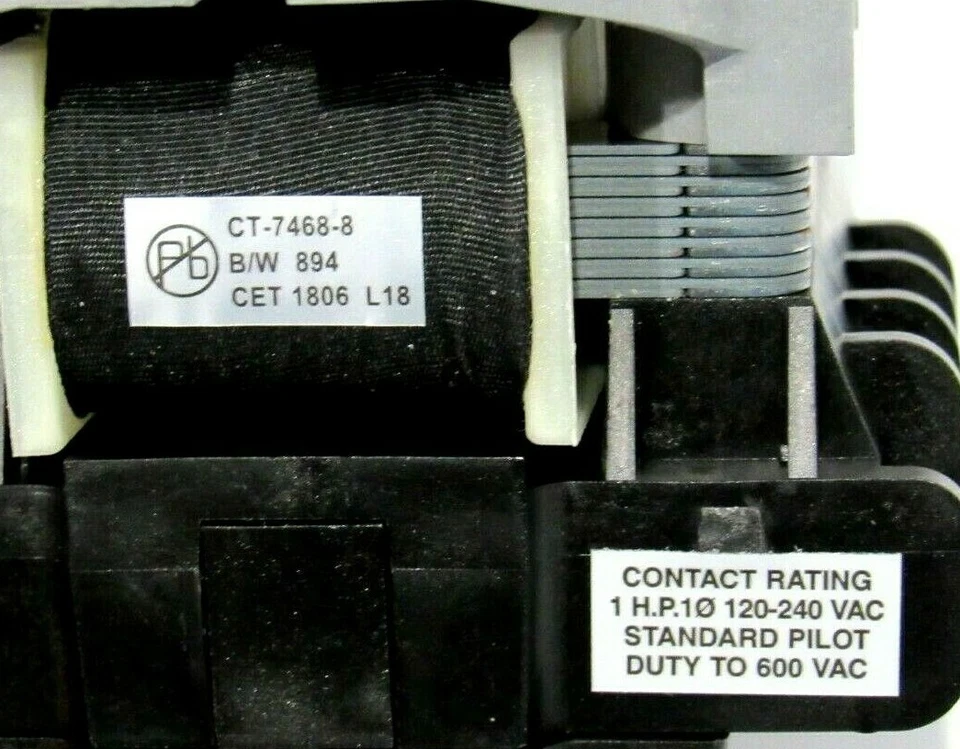 Pb
CT-7468-8
B/W 894
CET 1806 L18
CONTACT RATING
1 H.P.1Ø 120-240 VAC
STANDARD PILOT
DUTY TO 600 VAC